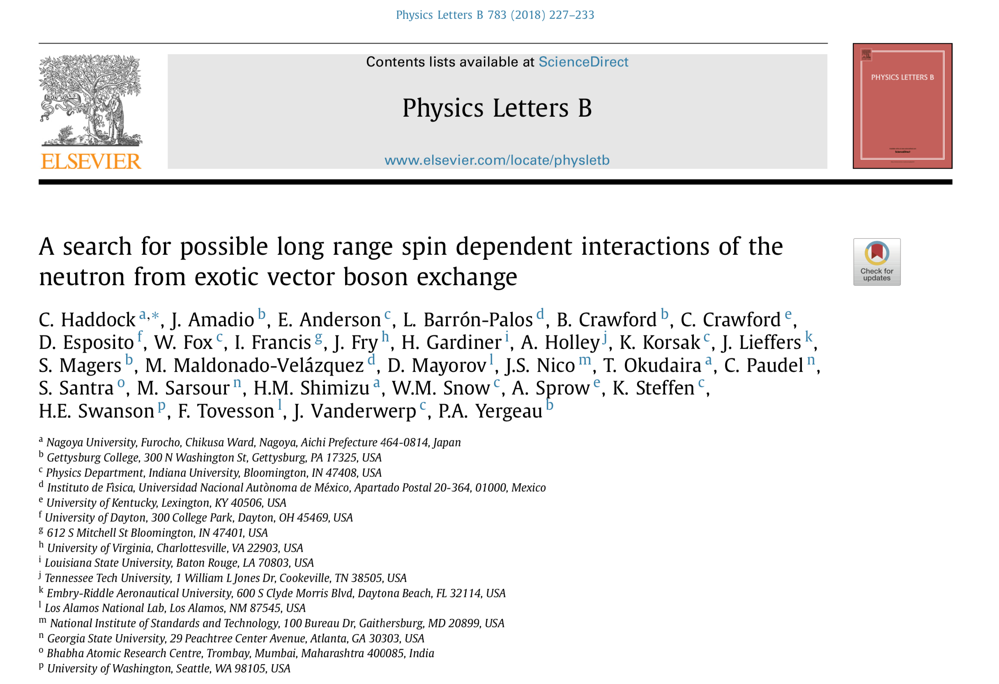 Physics Letters B 783 (2018) 227–233
Contents lists available at ScienceDirect
Physics Letters B
www.elsevier.com/locate/physletb
NON SOLUS
ELSEVIER
PHYSICS LETTERS B
ScienceDirect
A search for possible long range spin dependent interactions of the
neutron from exotic vector boson exchange
Check for
updates
C. Haddock a,*, J. Amadio b, E. Anderson c, L. Barrón-Palos d, B. Crawford b, C. Crawford e,
D. Esposito f, W. Fox c, I. Francis g, J. Fry h, H. Gardiner i, A. Holley j, K. Korsak c, J. Lieffers k,
S. Magers b, M. Maldonado-Velázquez d, D. Mayorov l, J.S. Nico m, T. Okudaira a, C. Paudel n,
S. Santra o, M. Sarsour n, H.M. Shimizu a, W.M. Snow c, A. Sprow e, K. Steffen c,
H.E. Swanson p, F. Tovesson l, J. Vanderwerp c, P.A. Yergeau b
a Nagoya University, Furocho, Chikusa Ward, Nagoya, Aichi Prefecture 464-0814, Japan
b Gettysburg College, 300 N Washington St, Gettysburg, PA 17325, USA
c Physics Department, Indiana University, Bloomington, IN 47408, USA
d Instituto de Fìsica, Universidad Nacional Autònoma de México, Apartado Postal 20-364, 01000, Mexico
e University of Kentucky, Lexington, KY 40506, USA
f University of Dayton, 300 College Park, Dayton, OH 45469, USA
g 612 S Mitchell St Bloomington, IN 47401, USA
h University of Virginia, Charlottesville, VA 22903, USA
i Louisiana State University, Baton Rouge, LA 70803, USA
j Tennessee Tech University, 1 William L Jones Dr, Cookeville, TN 38505, USA
k Embry-Riddle Aeronautical University, 600 S Clyde Morris Blvd, Daytona Beach, FL 32114, USA
l Los Alamos National Lab, Los Alamos, NM 87545, USA
m National Institute of Standards and Technology, 100 Bureau Dr, Gaithersburg, MD 20899, USA
n Georgia State University, 29 Peachtree Center Avenue, Atlanta, GA 30303, USA
o Bhabha Atomic Research Centre, Trombay, Mumbai, Maharashtra 400085, India
p University of Washington, Seattle, WA 98105, USA